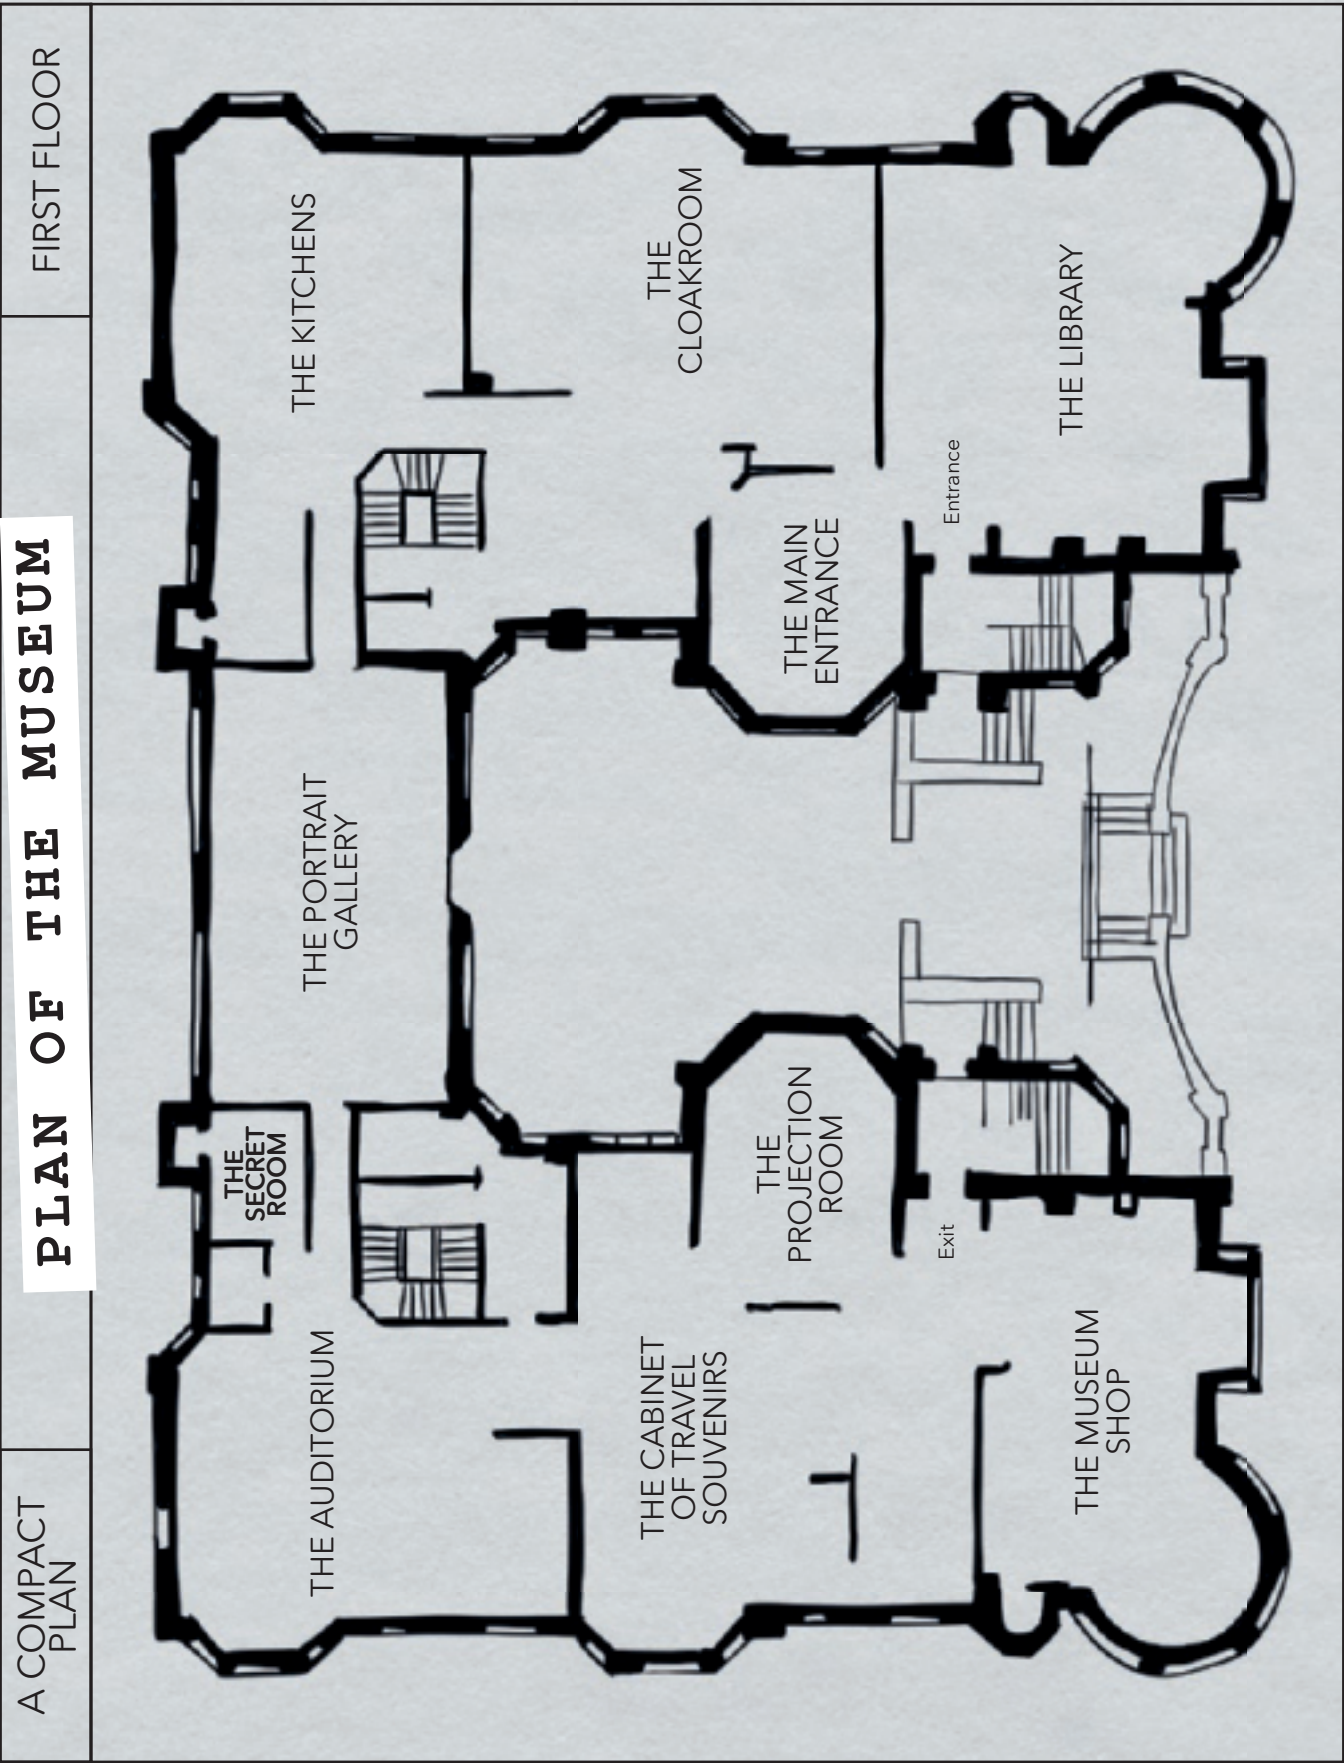 A COMPACT
PLAN
PLAN OF THE MUSEUM
FIRST FLOOR
THE AUDITORIUM
THE
SECRET
ROOM
THE PORTRAIT
GALLERY
THE KITCHENS
THE CABINET
OF TRAVEL
SOUVENIRS
THE
PROJECTION
ROOM
THE MAIN
ENTRANCE
THE
CLOAKROOM
Exit
Entrance
THE MUSEUM
SHOP
THE LIBRARY